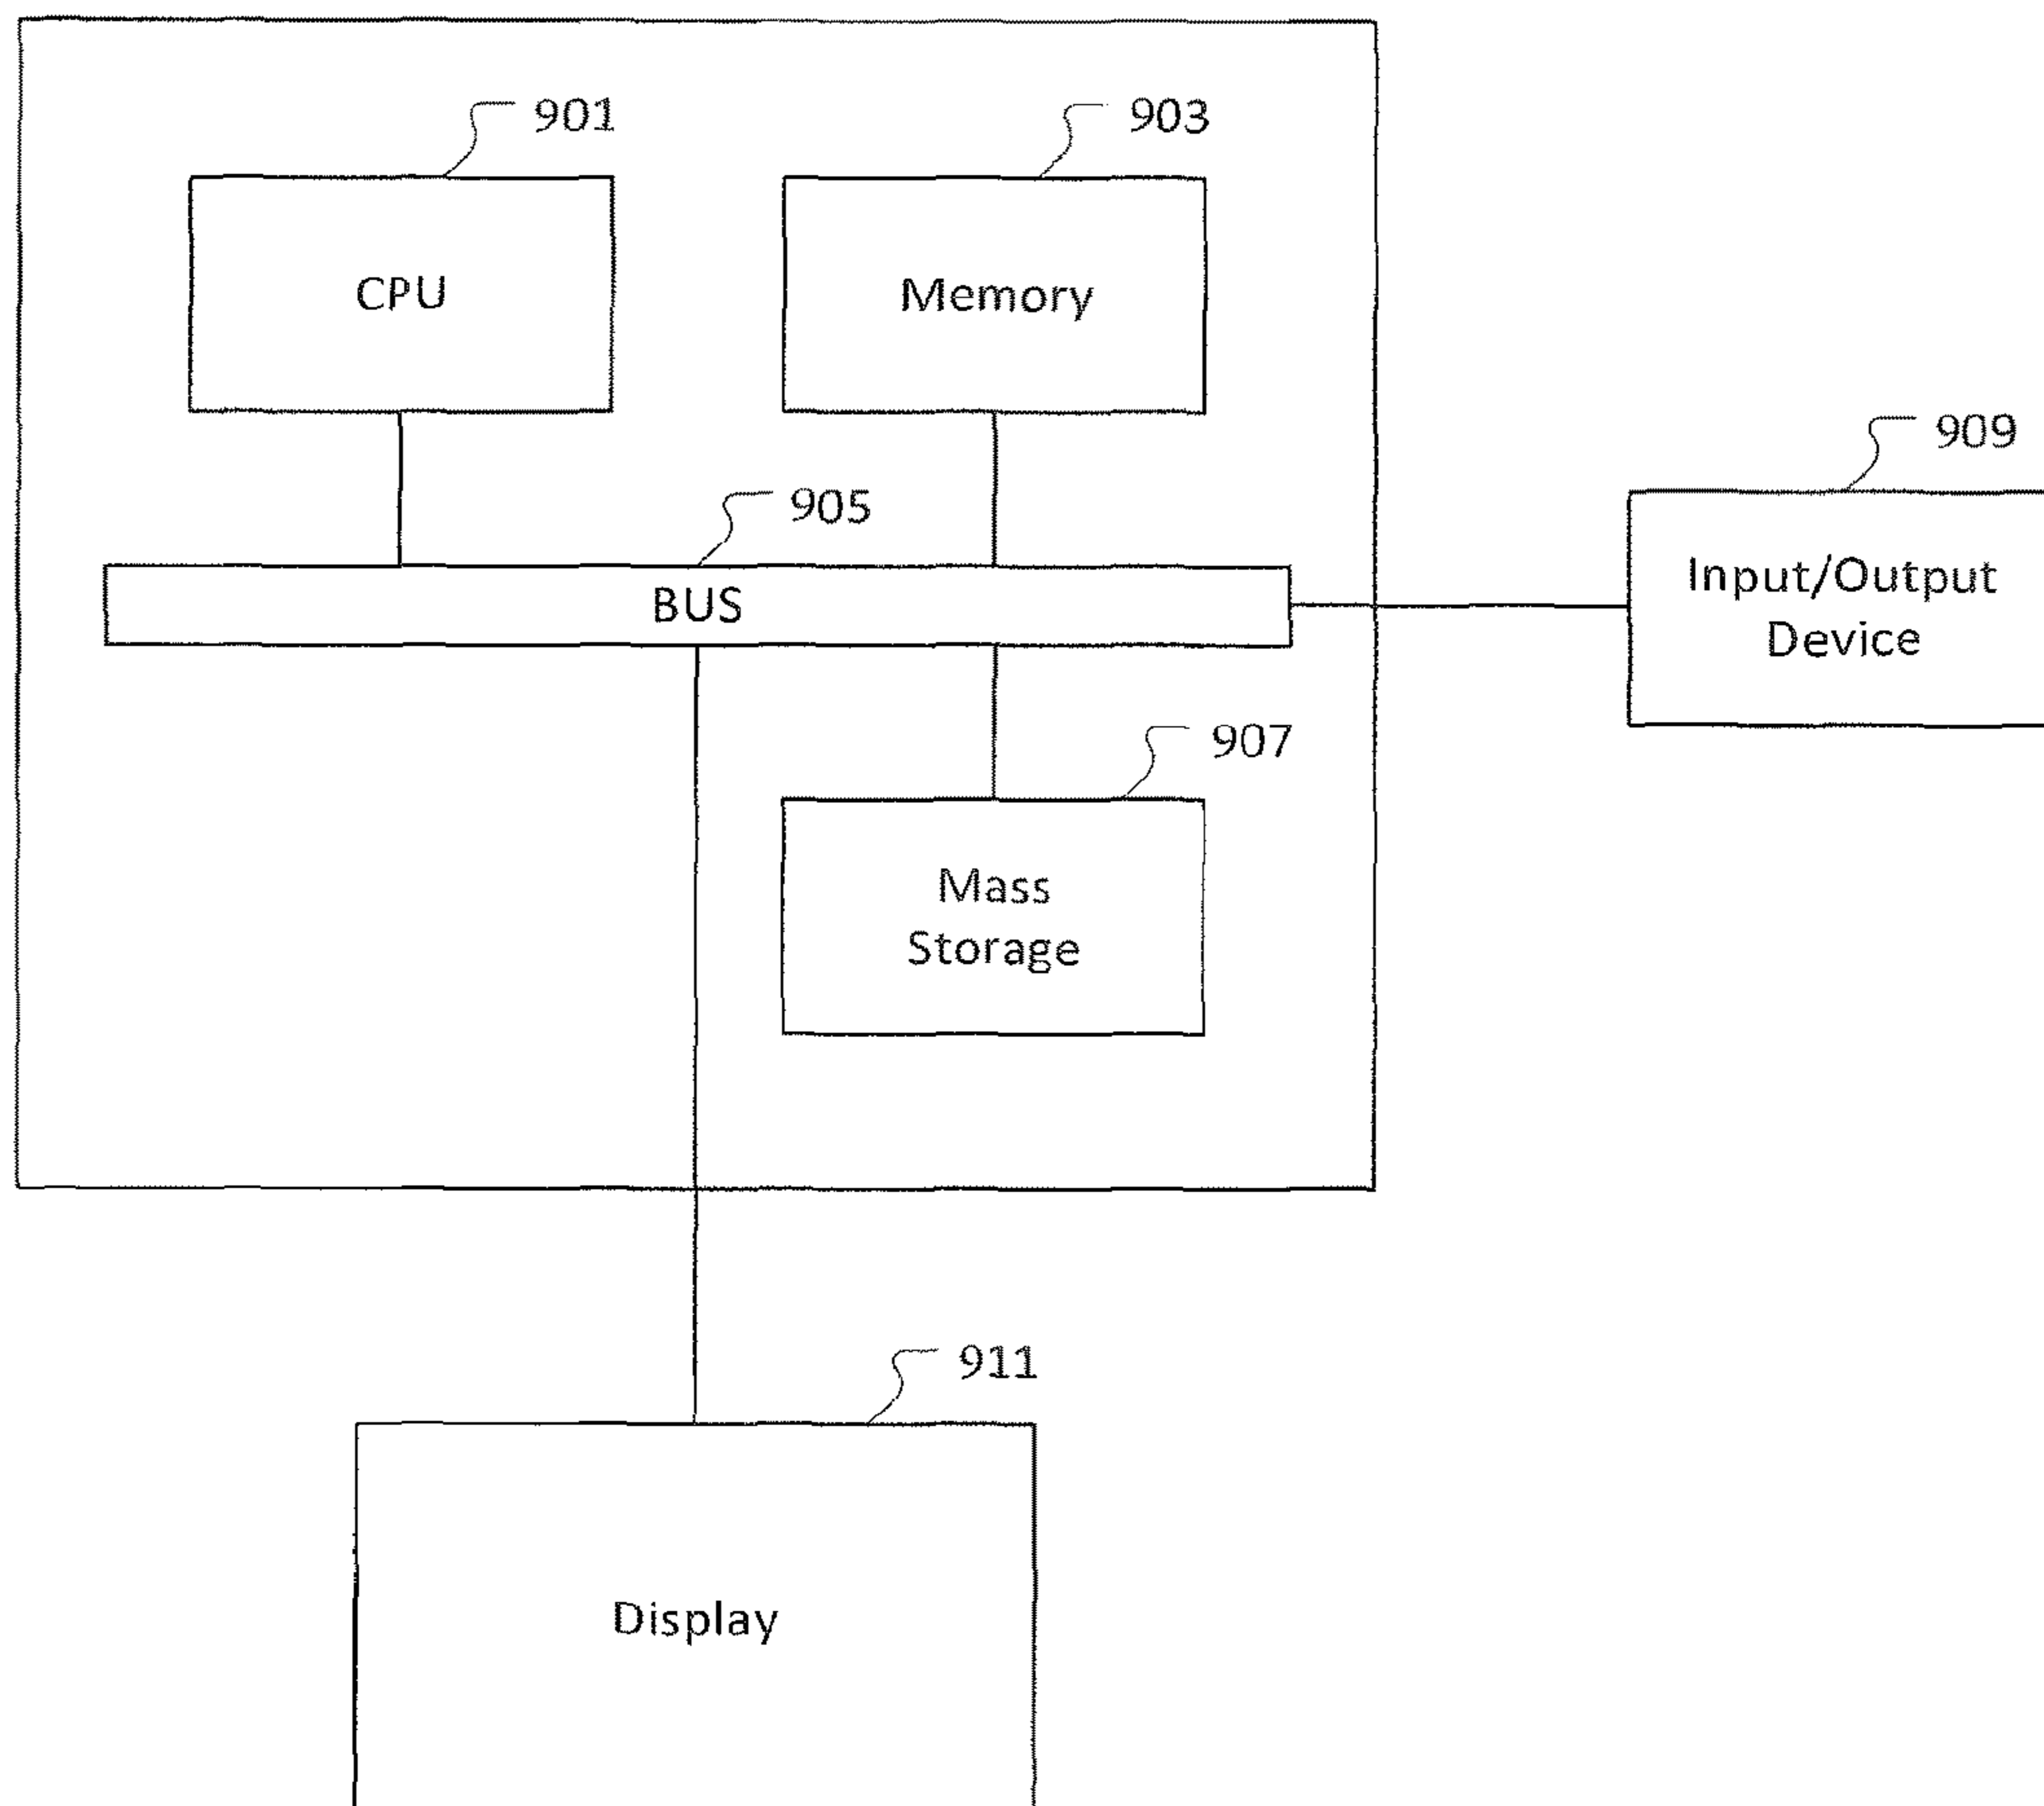 901
903
CPU
Memory
909
905
Input/Output
Device
BUS
907
Mass
Storage
911
Display